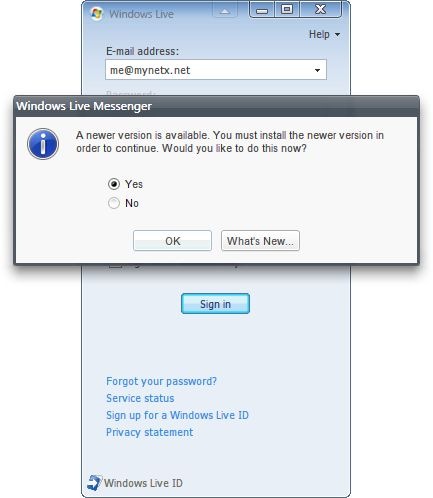 Windows Live
Help
E-mail address:
me@mynetx.net
Password:
Windows Live Messenger
A newer version is available. You must install the newer version in
order to continue. Would you like to do this now?
Yes
No
OK
What's New...
Sign in
Forgot your password?
Service status
Sign up for a Windows Live ID
Privacy statement
Windows Live ID